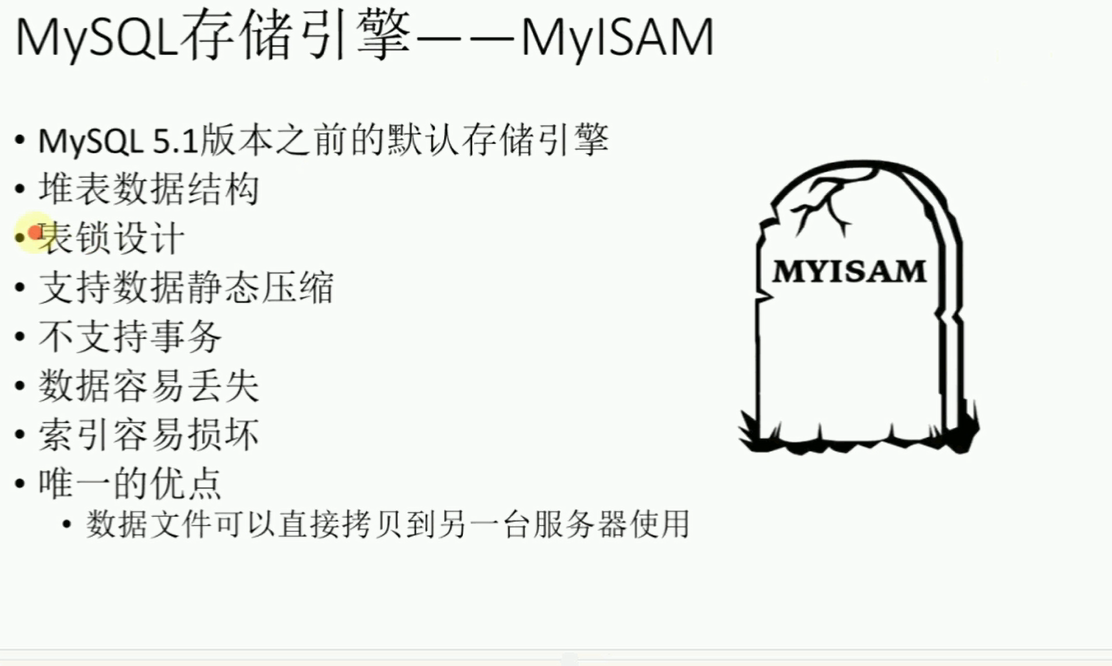 MySQL存储引擎——MyISAM
• MySQL 5.1版本之前的默认存储引擎
• 堆表数据结构
• 表锁设计
• 支持数据静态压缩
• 不支持事务
• 数据容易丢失
• 索引容易损坏
• 唯一的优点
• 数据文件可以直接拷贝到另一台服务器使用
MYISAM